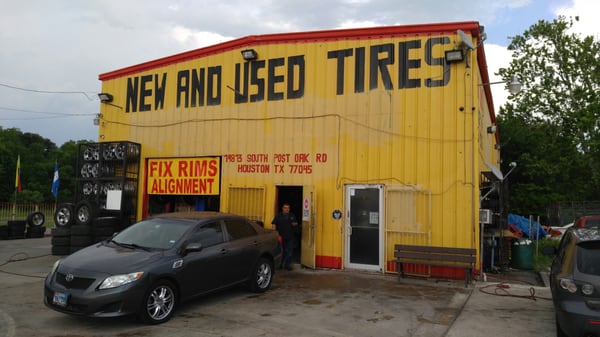 NEW AND USED TIRES
FIX RIMS
ALIGNMENT
14813 SOUTH POST OAK RD
HOUSTON TX 77045